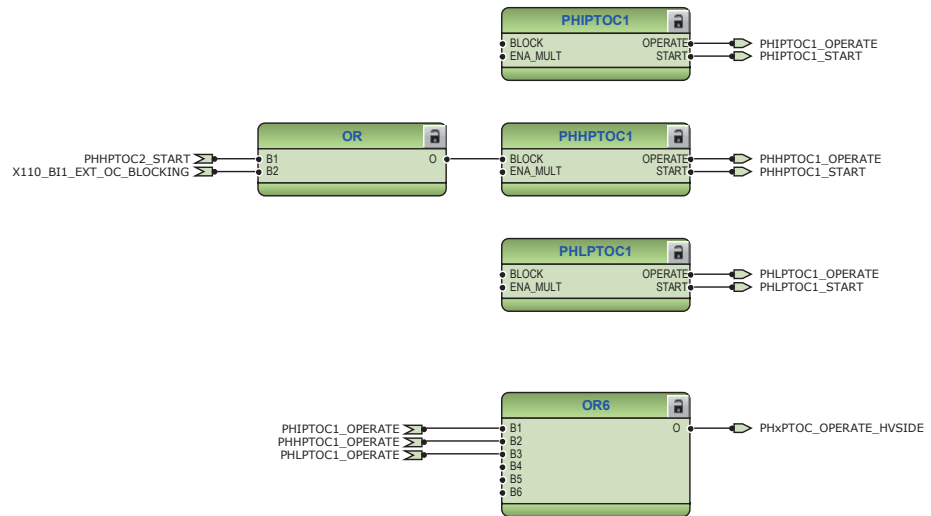 PHIPTOC1
BLOCK OPERATE PHIPTOC1_OPERATE
ENA_MULT START PHIPTOC1_START
OR PHHPTOC1
PHHPTOC2_START B1 O BLOCK OPERATE PHHPTOC1_OPERATE
X110_BI1_EXT_OC_BLOCKING B2 ENA_MULT START PHHPTOC1_START
PHLPTOC1
BLOCK OPERATE PHLPTOC1_OPERATE
ENA_MULT START PHLPTOC1_START
OR6
PHIPTOC1_OPERATE B1 O PHxPTOC_OPERATE_HVSIDE
PHHPTOC1_OPERATE B2
PHLPTOC1_OPERATE B3
B4
B5
B6